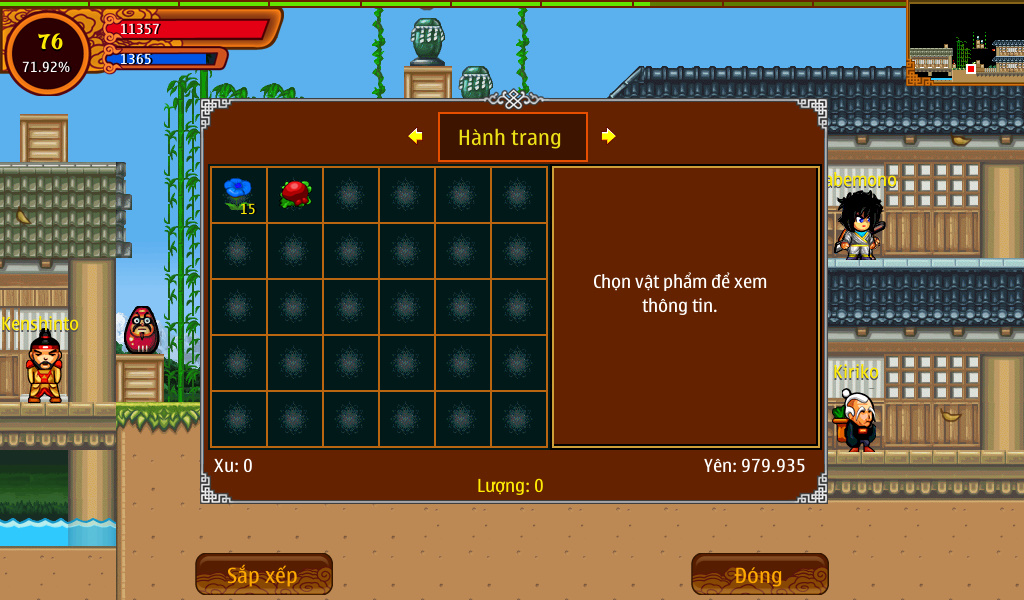 76
71.92%
11357
1365
Hành trang
15
Chọn vật phẩm để xem
thông tin.
abemono
Kenshinto
Kiriko
Xu: 0
Yên: 979.935
Lượng: 0
Sắp xếp
Đóng